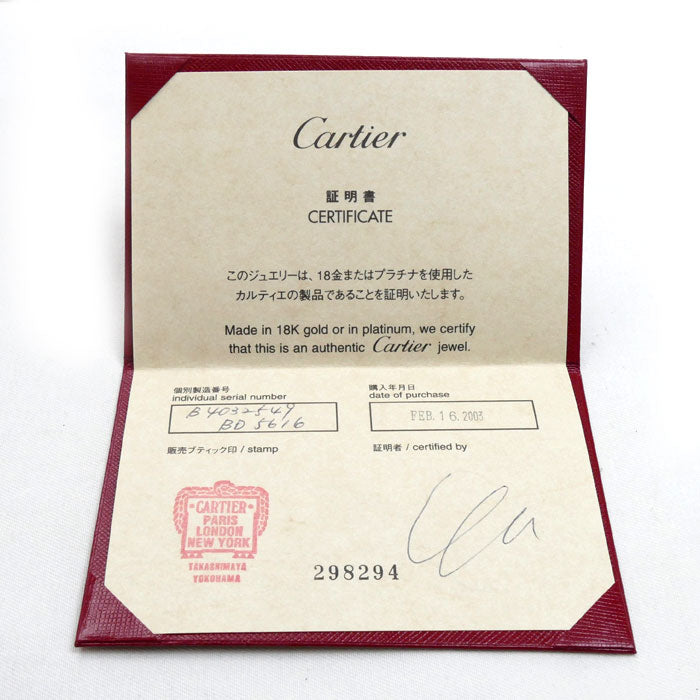 Cartier
証明書
CERTIFICATE
このジュエリーは、18金またはプラチナを使用した
カルティエの製品であることを証明いたします。
Made in 18K gold or in platinum, we certify
that this is an authentic Cartier jewel.
個別製造番号
individual serial number
B4032549
BD 5616
購入年月日
date of purchase
FEB. 16. 2003
販売ブティック印 / stamp
証明者 / certified by
CARTIER
PARIS
LONDON
NEW YORK
TAKASHIMAYA
YOKOHAMA
298294